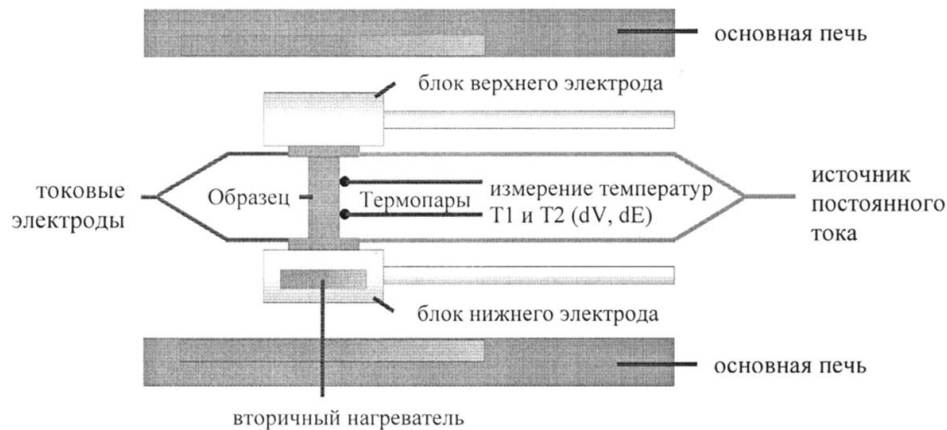 основная печь
блок верхнего электрода
токовые
электроды
Образец
Термопары
измерение температур
T1 и T2 (dV, dE)
источник
постоянного
тока
блок нижнего электрода
основная печь
вторичный нагреватель